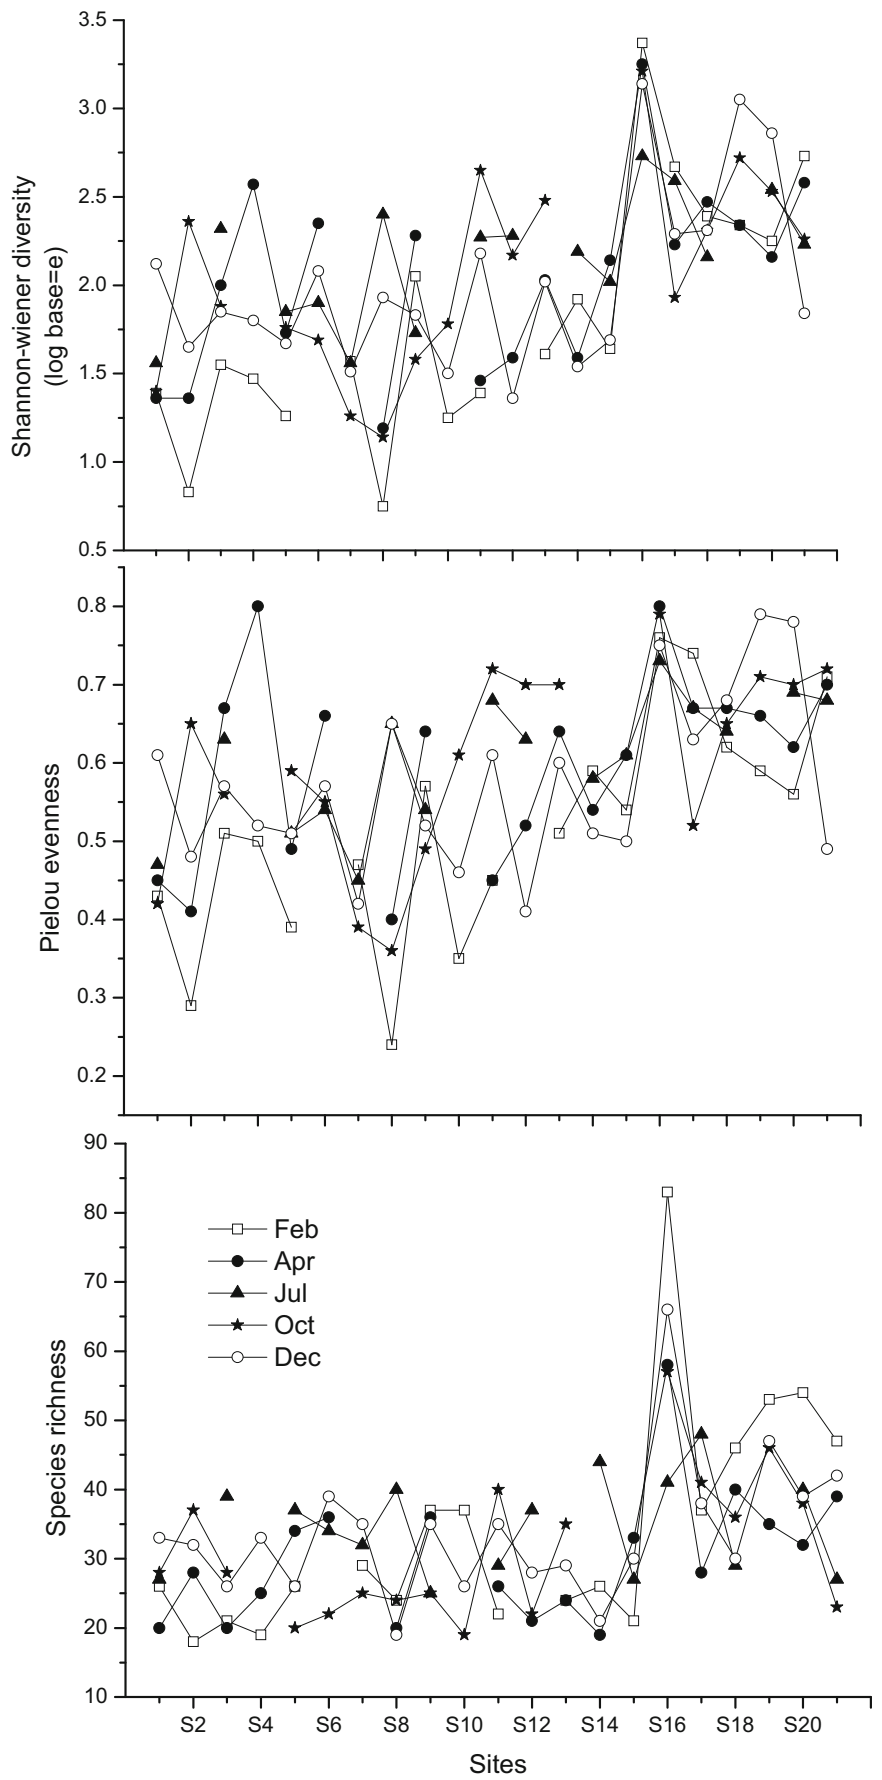 3.5
3.0
2.5
2.0
1.5
1.0
0.5
Shannon-wiener diversity
(log base=e)
0.8
0.7
0.6
0.5
0.4
0.3
0.2
Pielou evenness
90
80
70
60
50
40
30
20
10
Species richness
Feb
Apr
Jul
Oct
Dec
S2 S4 S6 S8 S10 S12 S14 S16 S18 S20
Sites